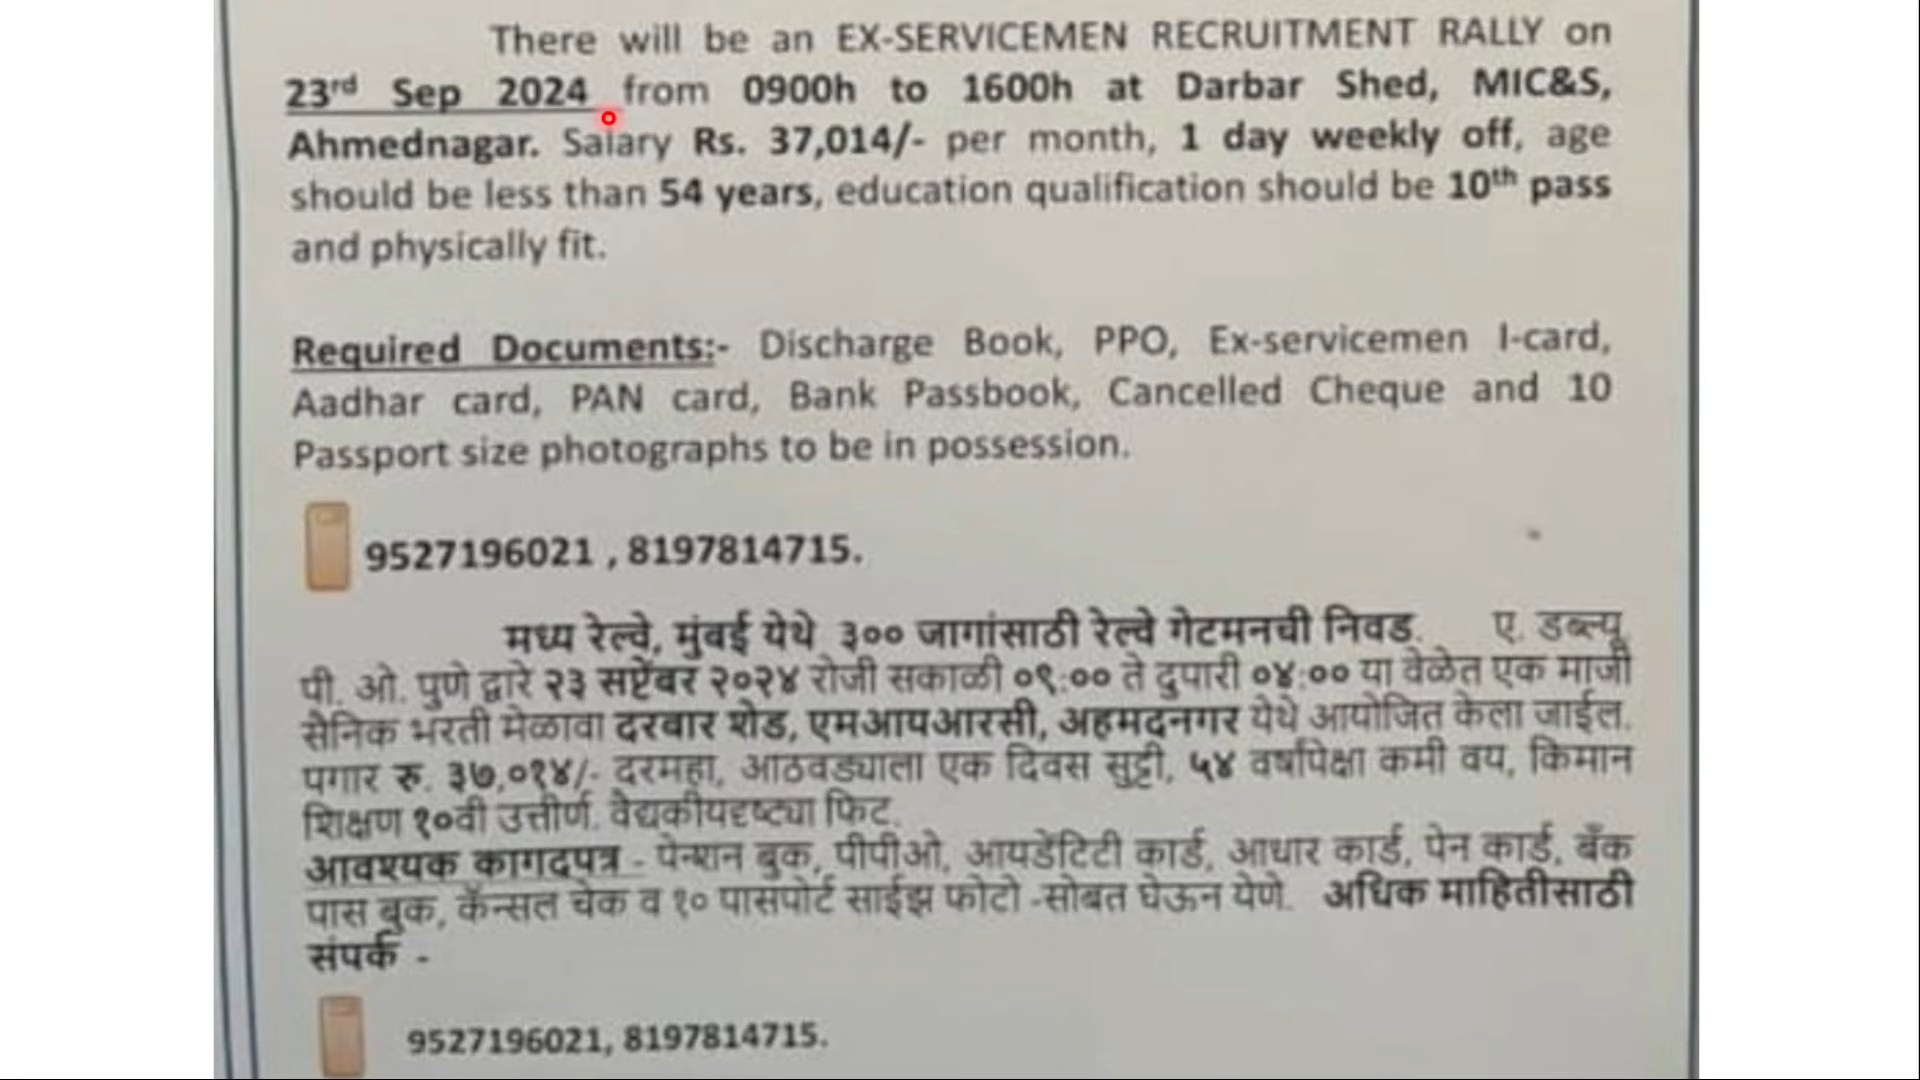 There will be an EX-SERVICEMEN RECRUITMENT RALLY on
23rd Sep 2024 from 0900h to 1600h at Darbar Shed, MIC&S,
Ahmednagar. Salary Rs. 37,014/- per month, 1 day weekly off, age
should be less than 54 years, education qualification should be 10th pass
and physically fit.
Required Documents:- Discharge Book, PPO, Ex-servicemen I-card,
Aadhar card, PAN card, Bank Passbook, Cancelled Cheque and 10
Passport size photographs to be in possession.
9527196021 , 8197814715.
मध्य रेल्वे, मुंबई येथे ३०० जागांसाठी रेल्वे गेटमनची निवड. ए. डब्ल्यू.
पी. ओ. पुणे द्वारे २३ सप्टेंबर २०२४ रोजी सकाळी ०९:०० ते दुपारी ०४:०० या वेळेत एक माजी
सैनिक भरती मेळावा दरबार शेड, एमआयआरसी, अहमदनगर येथे आयोजित केला जाईल.
पगार रु. ३७,०१४/- दरमहा, आठवड्याला एक दिवस सुट्टी, ५४ वर्षापेक्षा कमी वय, किमान
शिक्षण १०वी उत्तीर्ण. वैद्यकीयदृष्ट्या फिट.
आवश्यक कागदपत्र - पेन्शन बुक, पीपीओ, आयडेंटिटी कार्ड, आधार कार्ड, पेन कार्ड, बँक
पास बुक, कॅन्सल चेक व १० पासपोर्ट साईझ फोटो -सोबत घेऊन येणे. अधिक माहितीसाठी
संपर्क -
9527196021, 8197814715.